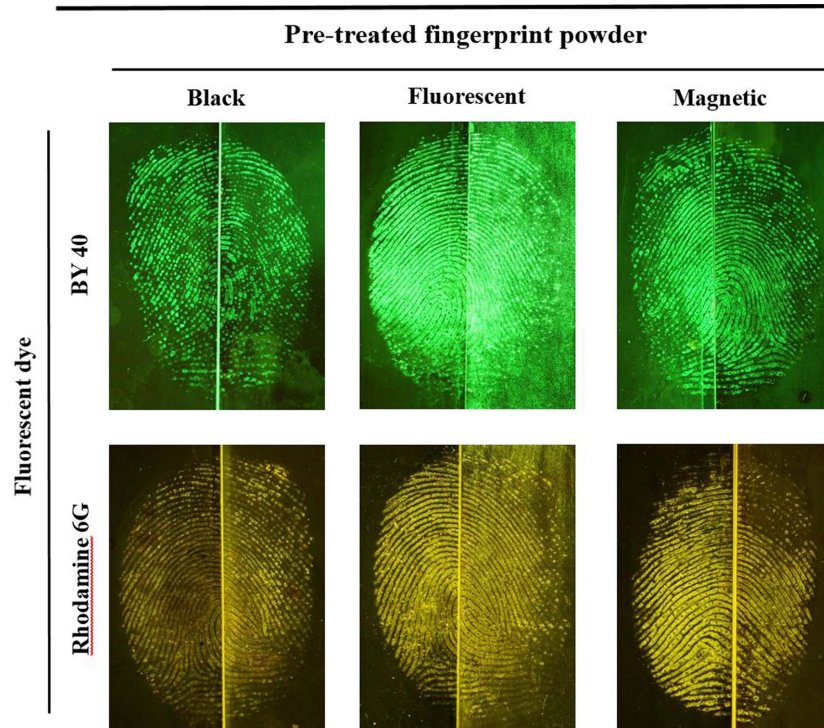 Pre-treated fingerprint powder
Black Fluorescent Magnetic
Fluorescent dye
BY 40
Rhodamine 6G